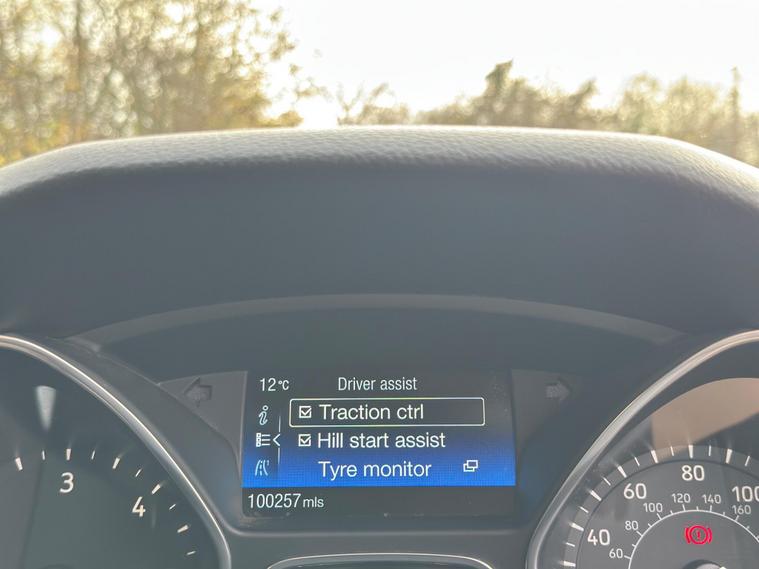 12°C Driver assist
Traction ctrl
Hill start assist
Tyre monitor
100257 mls
3
4
40
60
80
100
60
80
100
120
140
160